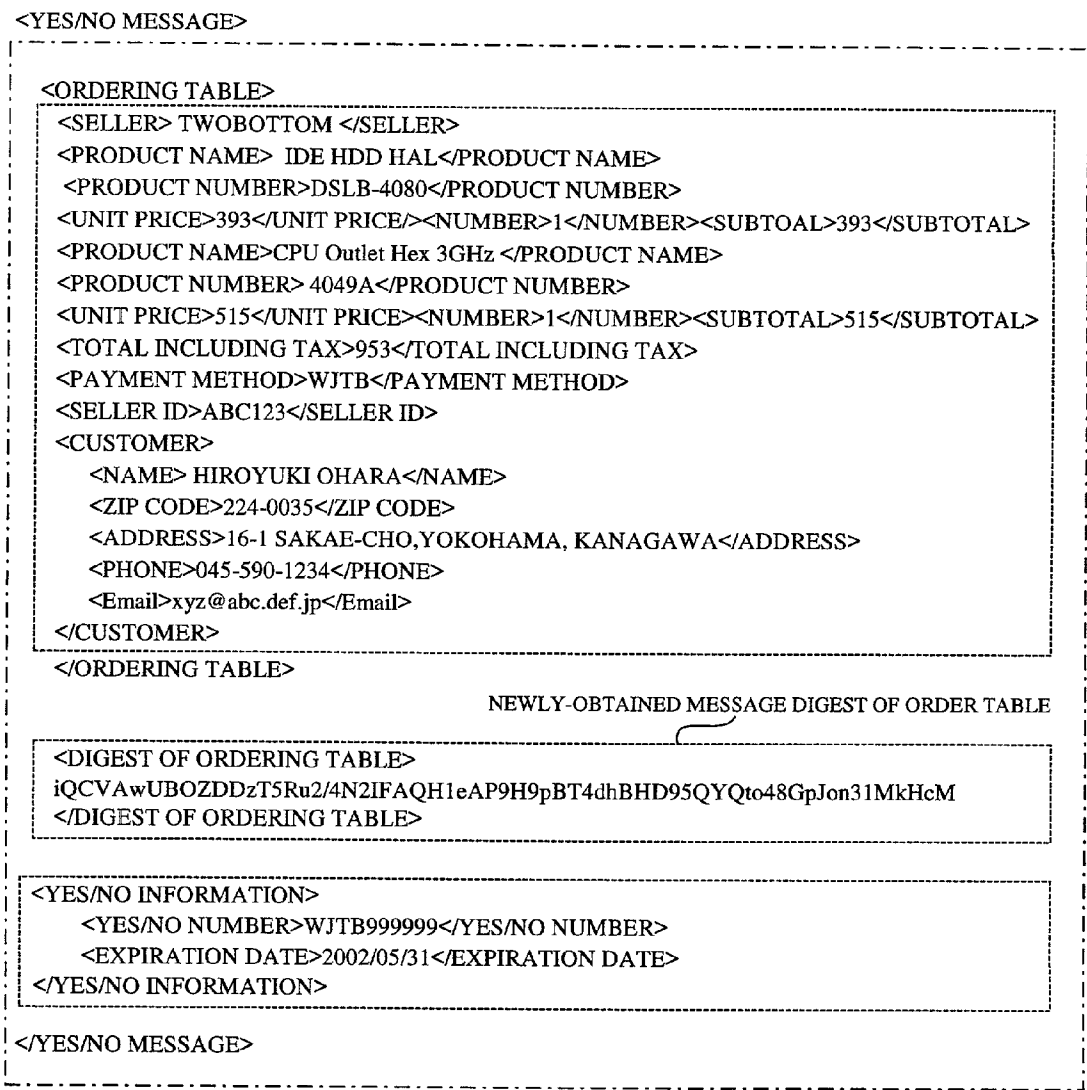 <YES/NO MESSAGE>
<ORDERING TABLE>
<SELLER> TWOBOTTOM </SELLER>
<PRODUCT NAME> IDE HDD HAL</PRODUCT NAME>
<PRODUCT NUMBER>DSLB-4080</PRODUCT NUMBER>
<UNIT PRICE>393</UNIT PRICE/><NUMBER>1</NUMBER><SUBTOAL>393</SUBTOTAL>
<PRODUCT NAME>CPU Outlet Hex 3GHz </PRODUCT NAME>
<PRODUCT NUMBER> 4049A</PRODUCT NUMBER>
<UNIT PRICE>515</UNIT PRICE><NUMBER>1</NUMBER><SUBTOTAL>515</SUBTOTAL>
<TOTAL INCLUDING TAX>953</TOTAL INCLUDING TAX>
<PAYMENT METHOD>WJTB</PAYMENT METHOD>
<SELLER ID>ABC123</SELLER ID>
<CUSTOMER>
<NAME> HIROYUKI OHARA</NAME>
<ZIP CODE>224-0035</ZIP CODE>
<ADDRESS>16-1 SAKAE-CHO,YOKOHAMA, KANAGAWA</ADDRESS>
<PHONE>045-590-1234</PHONE>
<Email>xyz@abc.def.jp</Email>
</CUSTOMER>
</ORDERING TABLE>
NEWLY-OBTAINED MESSAGE DIGEST OF ORDER TABLE
<DIGEST OF ORDERING TABLE>
iQCVAwUBOZDDzT5Ru2/4N2IFAQH1eAP9H9pBT4dhBHD95QYQto48GpJon31MkHcM
</DIGEST OF ORDERING TABLE>
<YES/NO INFORMATION>
<YES/NO NUMBER>WJTB999999</YES/NO NUMBER>
<EXPIRATION DATE>2002/05/31</EXPIRATION DATE>
</YES/NO INFORMATION>
</YES/NO MESSAGE>